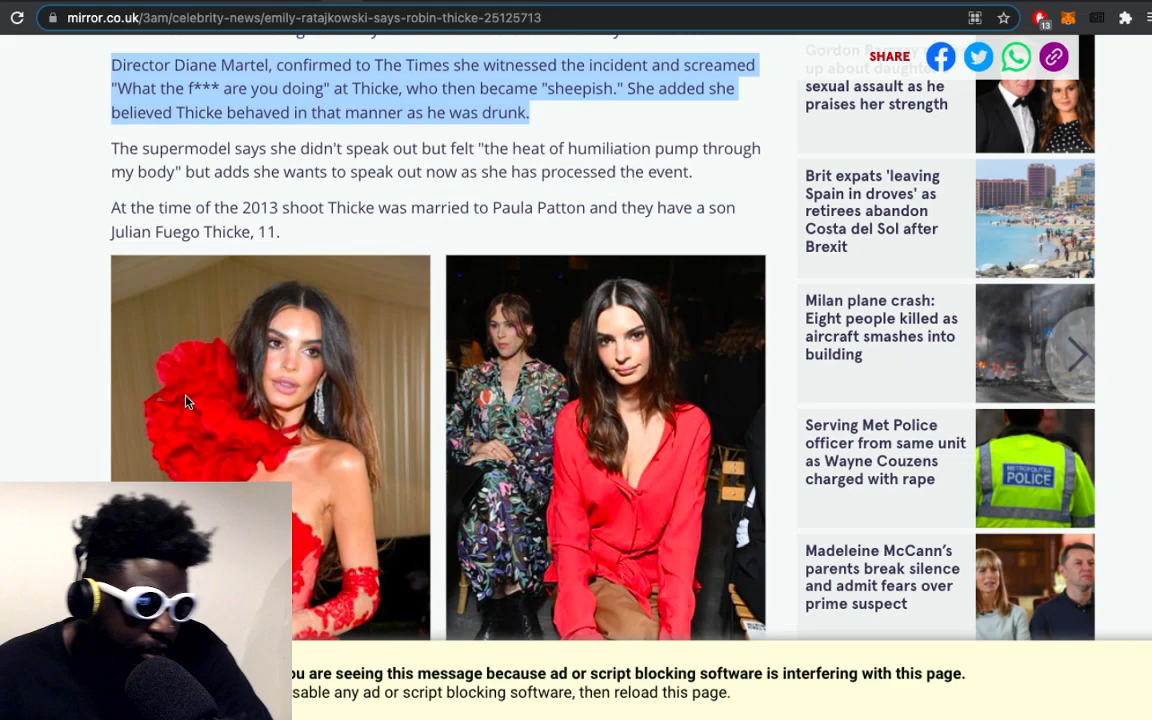 mirror.co.uk/3am/celebrity-news/emily-ratajkowski-says-robin-thicke-25125713
13
Director Diane Martel, confirmed to The Times she witnessed the incident and screamed
"What the f*** are you doing" at Thicke, who then became "sheepish." She added she
believed Thicke behaved in that manner as he was drunk.
The supermodel says she didn't speak out but felt "the heat of humiliation pump through
my body" but adds she wants to speak out now as she has processed the event.
At the time of the 2013 shoot Thicke was married to Paula Patton and they have a son
Julian Fuego Thicke, 11.
SHARE
Gordon
up about daught
sexual assault as he
praises her strength
Brit expats 'leaving
Spain in droves' as
retirees abandon
Costa del Sol after
Brexit
Milan plane crash:
Eight people killed as
aircraft smashes into
building
Serving Met Police
officer from same unit
as Wayne Couzens
charged with rape
METROPOLITAN
POLICE
Madeleine McCann's
parents break silence
and admit fears over
prime suspect
ou are seeing this message because ad or script blocking software is interfering with this page.
sable any ad or script blocking software, then reload this page.